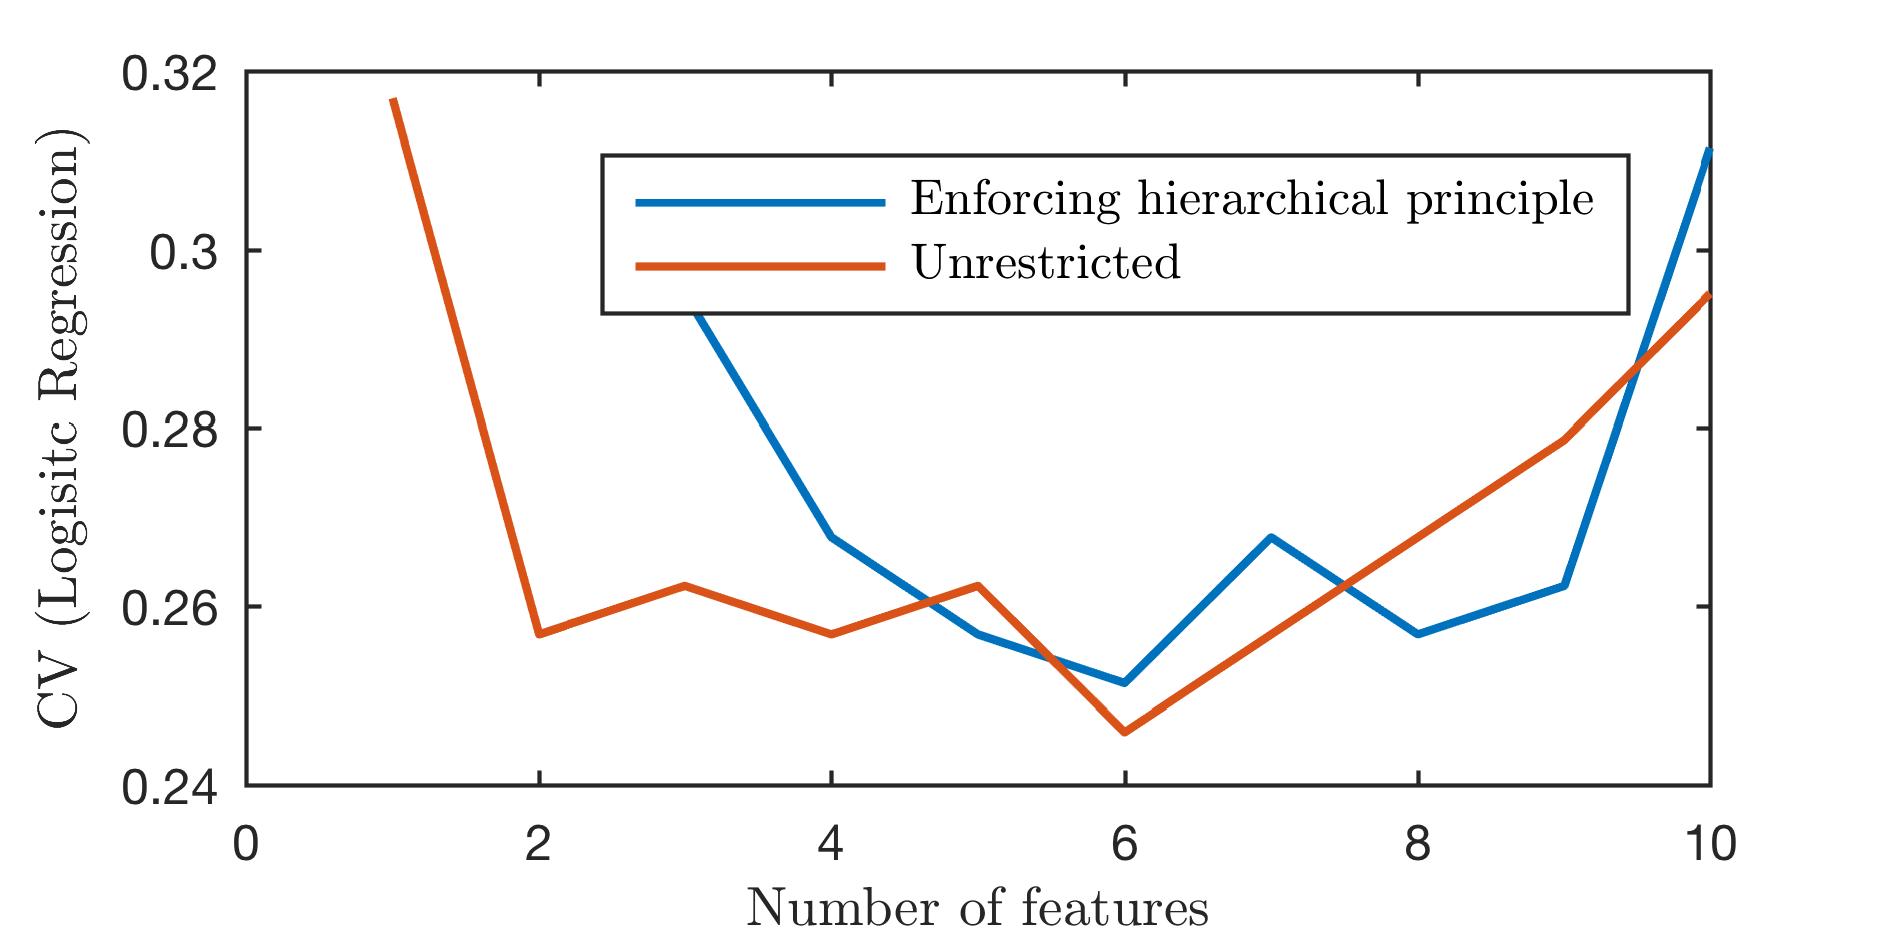 0.32
0.3
0.28
0.26
0.24
CV (Logisitc Regression)
Enforcing hierarchical principle
Unrestricted
0 2 4 6 8 10
Number of features